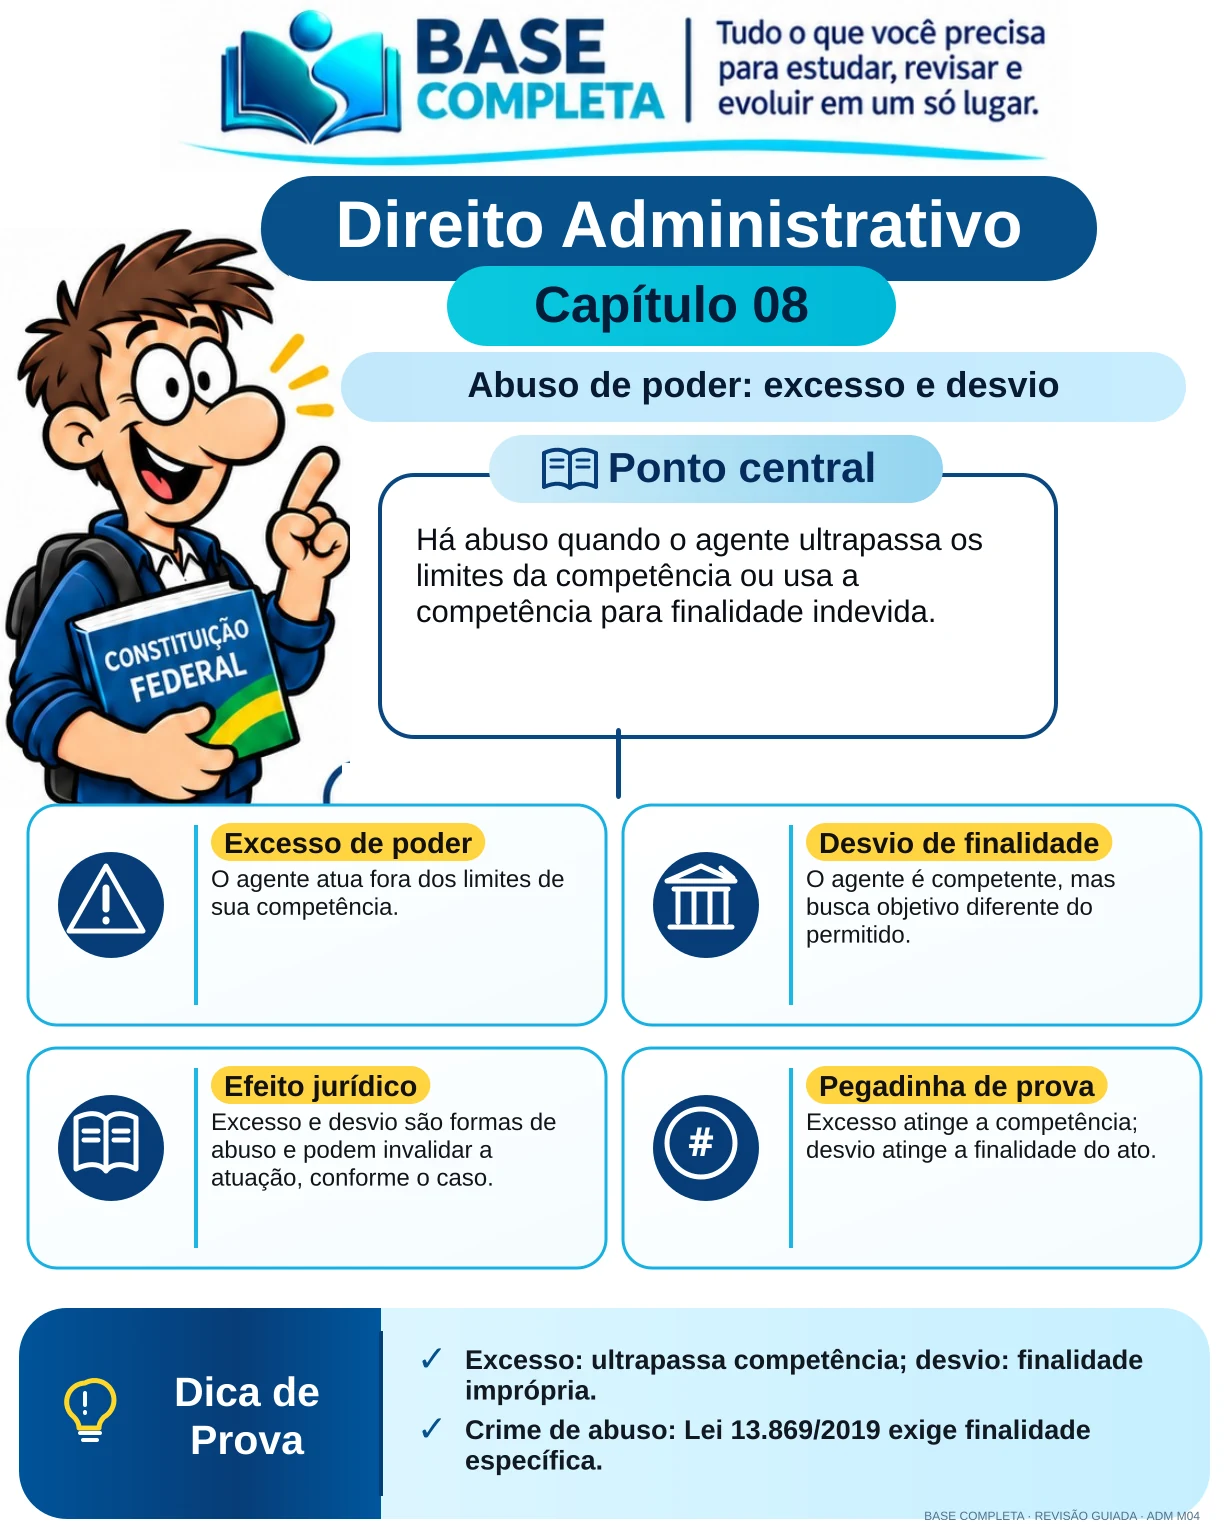 BASE
COMPLETA
Tudo o que você precisa
para estudar, revisar e
evoluir em um só lugar.
Direito Administrativo
Capítulo 08
Abuso de poder: excesso e desvio
Ponto central
Há abuso quando o agente ultrapassa os
limites da competência ou usa a
competência para finalidade indevida.
CONSTITUIÇÃO
FEDERAL
Excesso de poder
O agente atua fora dos limites de
sua competência.
Desvio de finalidade
O agente é competente, mas
busca objetivo diferente do
permitido.
Efeito jurídico
Excesso e desvio são formas de
abuso e podem invalidar a
atuação, conforme o caso.
#
Pegadinha de prova
Excesso atinge a competência;
desvio atinge a finalidade do ato.
Dica de
Prova
✓ Excesso: ultrapassa competência; desvio: finalidade
imprópria.
✓ Crime de abuso: Lei 13.869/2019 exige finalidade
específica.
BASE COMPLETA · REVISÃO GUIADA · ADM M04